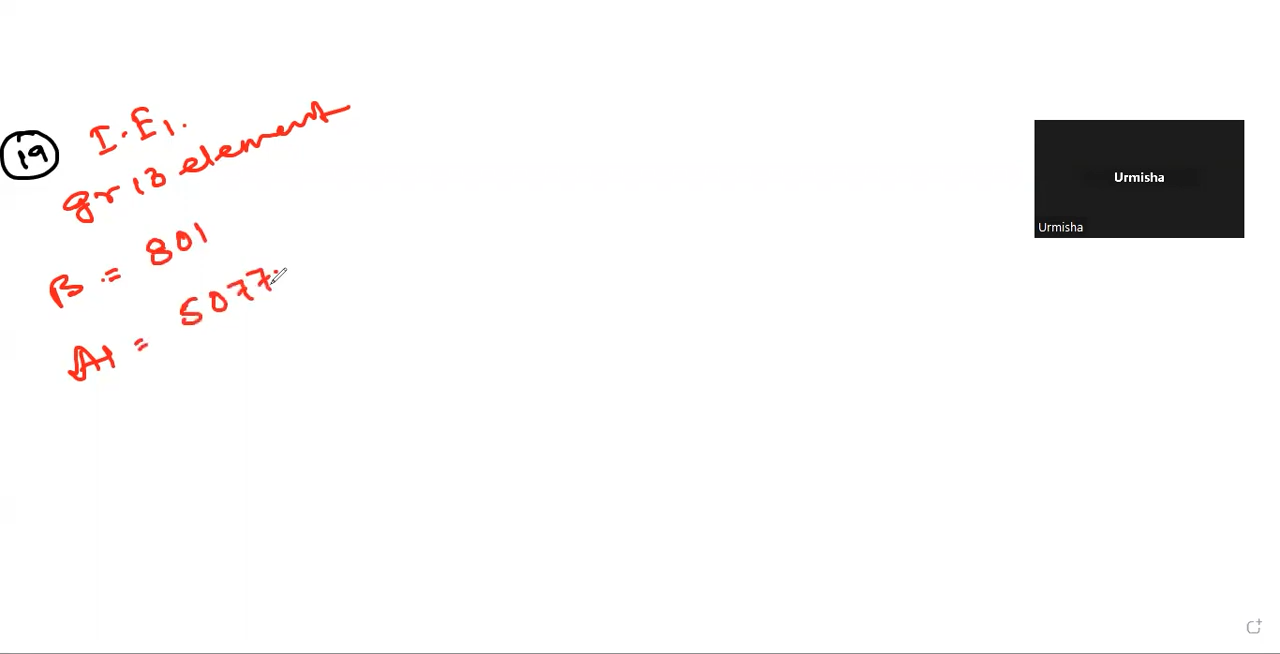 19
I.E1.
gr 13 element
B = 801
Al = 5077.
Urmisha
Urmisha